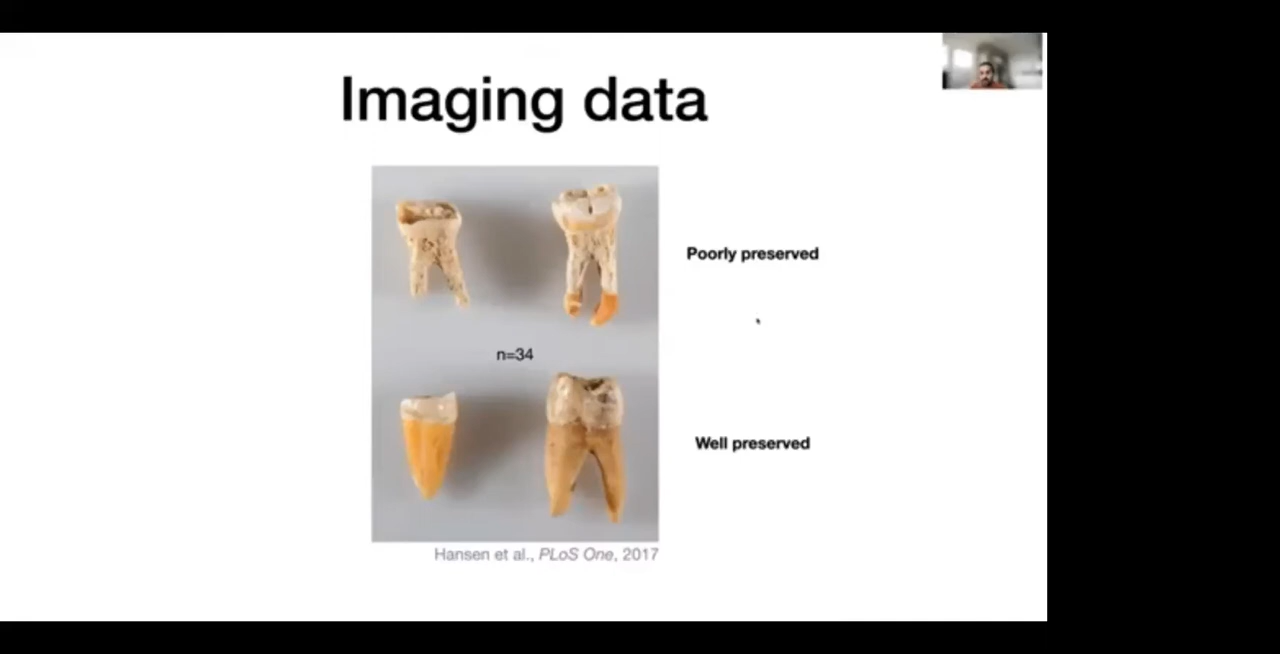 Imaging data
Poorly preserved
n=34
Well preserved
Hansen et al., PLoS One, 2017